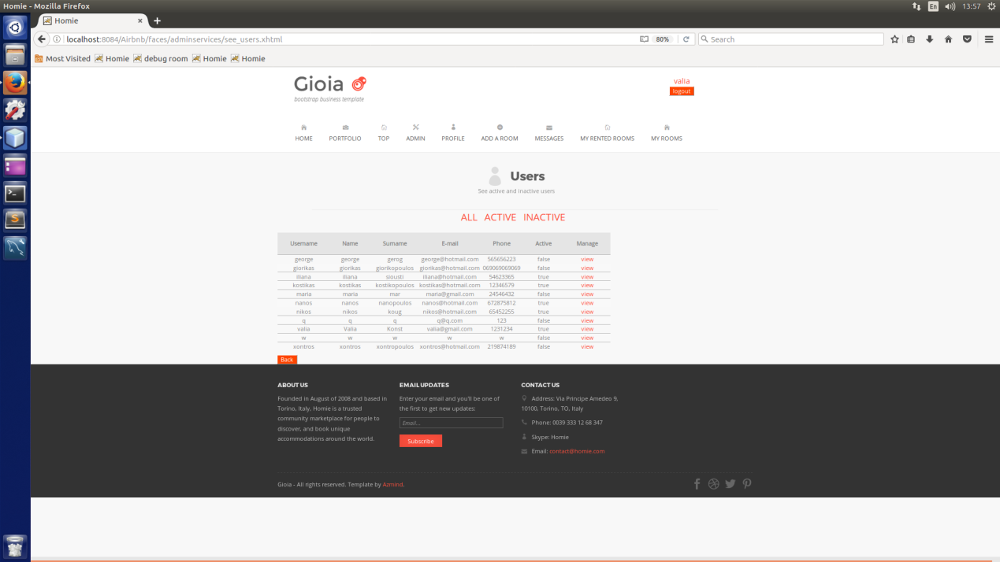 Homie - Mozilla Firefox
En
13:57
Homie
localhost:8084/Airbnb/faces/adminservices/see_users.xhtml
80%
Search
Most Visited Homie debug room Homie Homie
Gioia
bootstrap business template
valia
logout
HOME PORTFOLIO TOP ADMIN PROFILE ADD A ROOM MESSAGES MY RENTED ROOMS MY ROOMS
Users
See active and inactive users
ALL ACTIVE INACTIVE
Username Name Surname E-mail Phone Active Manage
george george gerog george@hotmail.com 565656223 false view
giorikas giorikas giorikopoulos giorikas@hotmail.com 069069069069 false view
iliana iliana siousti iliana@hotmail.com 54623365 true view
kostikas kostikas kostikopoulos kostikas@hotmail.com 12346579 true view
maria maria mar maria@gmail.com 24546432 false view
nanos nanos nanopoulos nanos@hotmail.com 672875812 true view
nikos nikos koug nikos@hotmail.com 65452255 true view
q q q q@q.com 123 false view
valia Valia Konst valia@gmail.com 1231234 true view
w w w w w false view
xontros xontros xontropoulos xontros@hotmail.com 219874189 false view
Back
ABOUT US
Founded in August of 2008 and based in
Torino, Italy, Homie is a trusted
community marketplace for people to
discover, and book unique
accommodations around the world.
EMAIL UPDATES
Enter your email and you'll be one of
the first to get new updates:
Email...
Subscribe
CONTACT US
Address: Via Principe Amedeo 9,
10100, Torino, TO, Italy
Phone: 0039 333 12 68 347
Skype: Homie
Email: contact@homie.com
Gioia - All rights reserved. Template by Azmind.